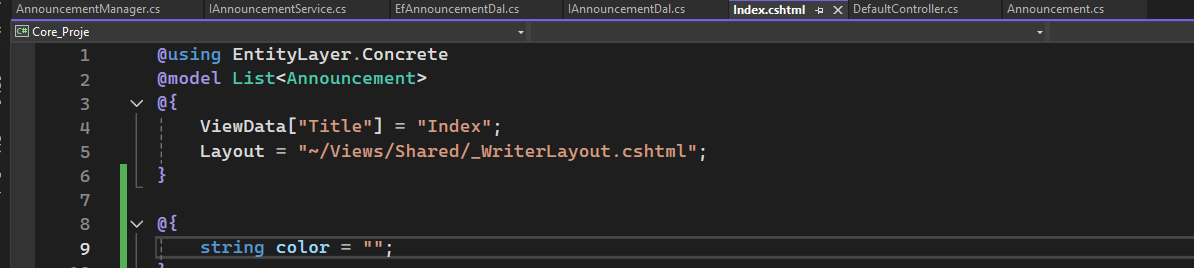 AnnouncementManager.cs IAnnouncementService.cs EfAnnouncementDal.cs IAnnouncementDal.cs Index.cshtml DefaultController.cs Announcement.cs
C# Core_Proje
1 @using EntityLayer.Concrete
2 @model List<Announcement>
3 @{
4 ViewData["Title"] = "Index";
5 Layout = "~/Views/Shared/_WriterLayout.cshtml";
6 }
7
8 @{
9 string color = "";